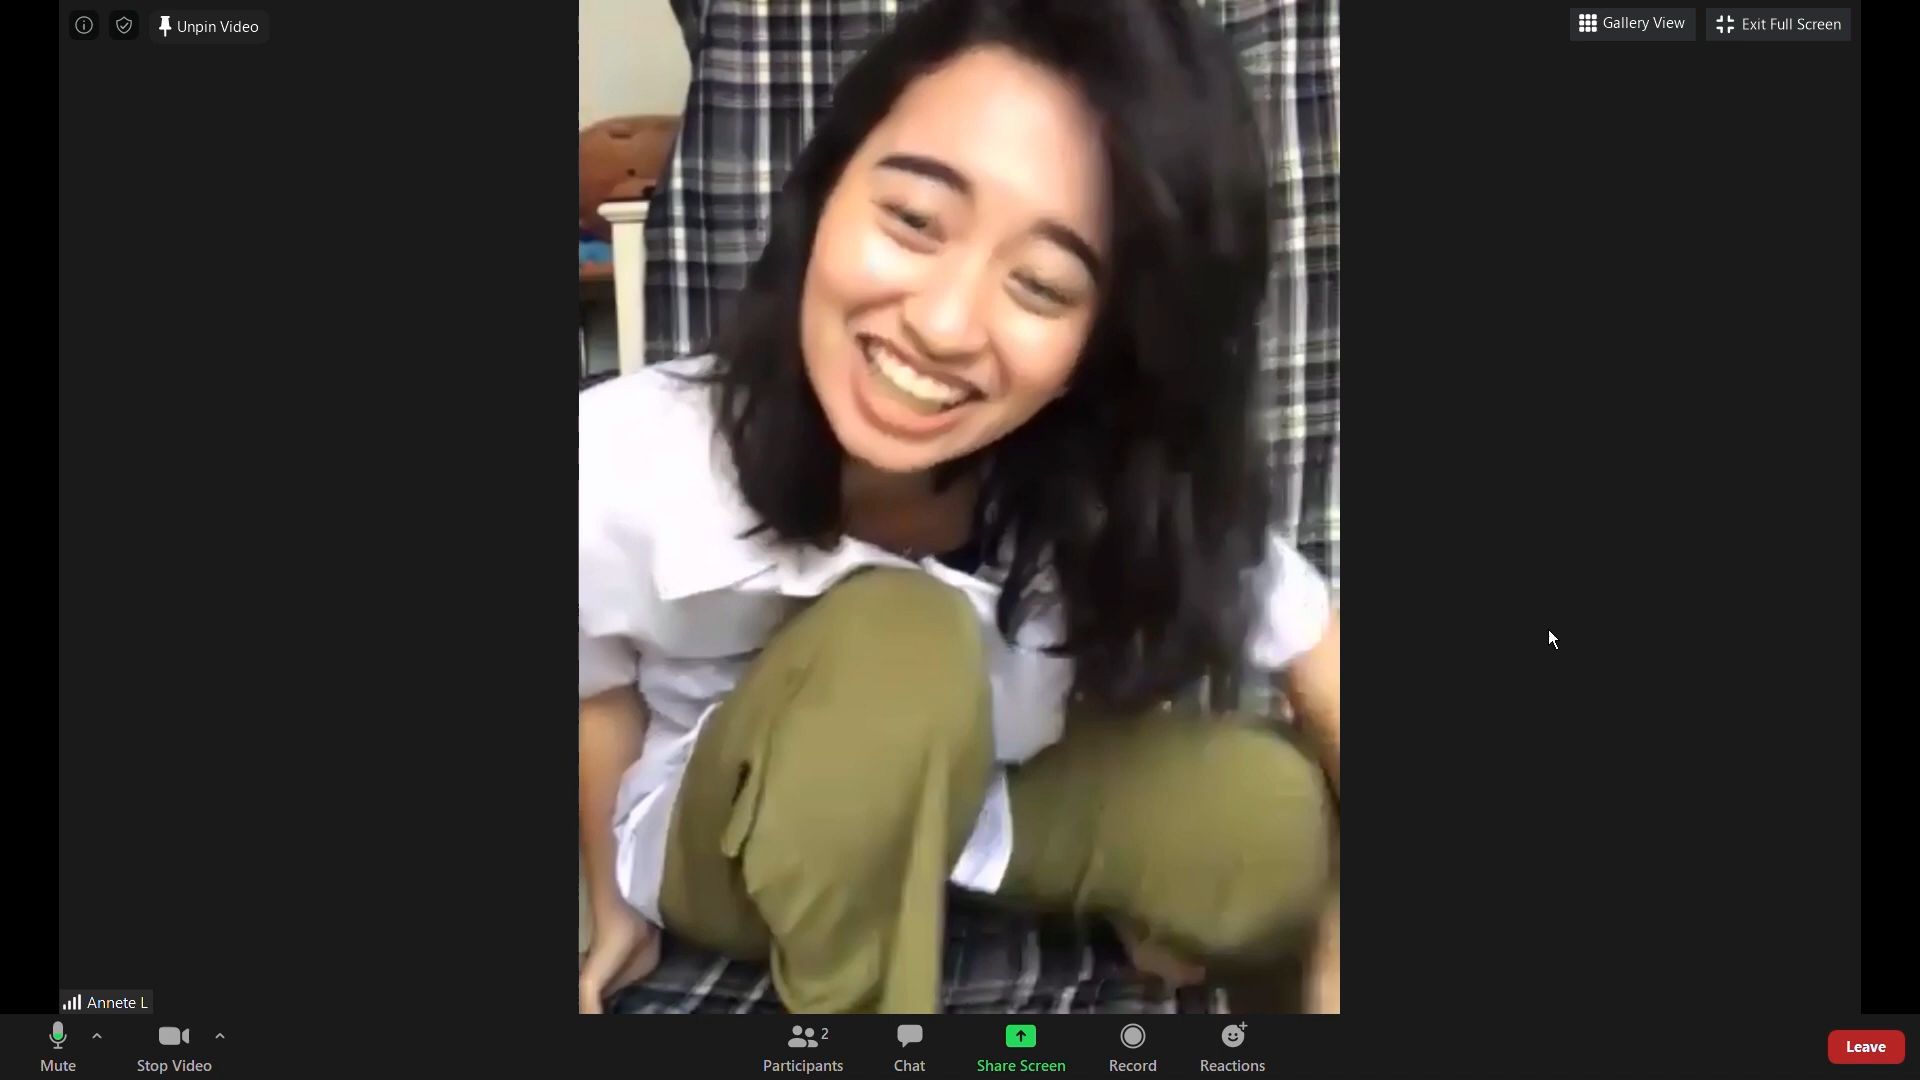 Unpin Video
Gallery View
Exit Full Screen
Annete L
Mute
Stop Video
Participants
2
Chat
Share Screen
Record
Reactions
Leave